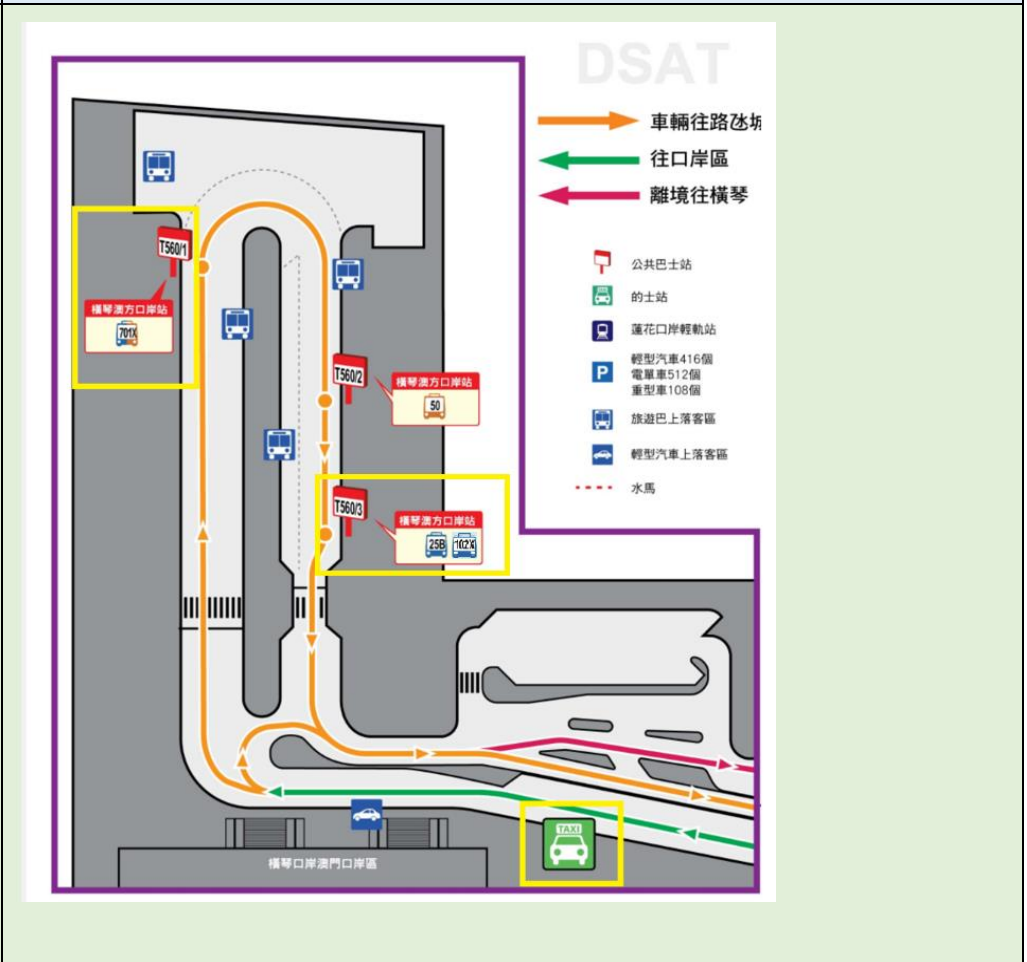 DSAT
車輛往路氹城
往口岸區
離境往橫琴
公共巴士站
的士站
蓮花口岸輕軌站
P
輕型汽車416個
電單車512個
重型車108個
旅遊巴上落客區
輕型汽車上落客區
水馬
T560/1
橫琴澳方口岸站
701X
T560/2
橫琴澳方口岸站
50
T560/3
橫琴澳方口岸站
25B 102X
TAXI
橫琴口岸澳門口岸區